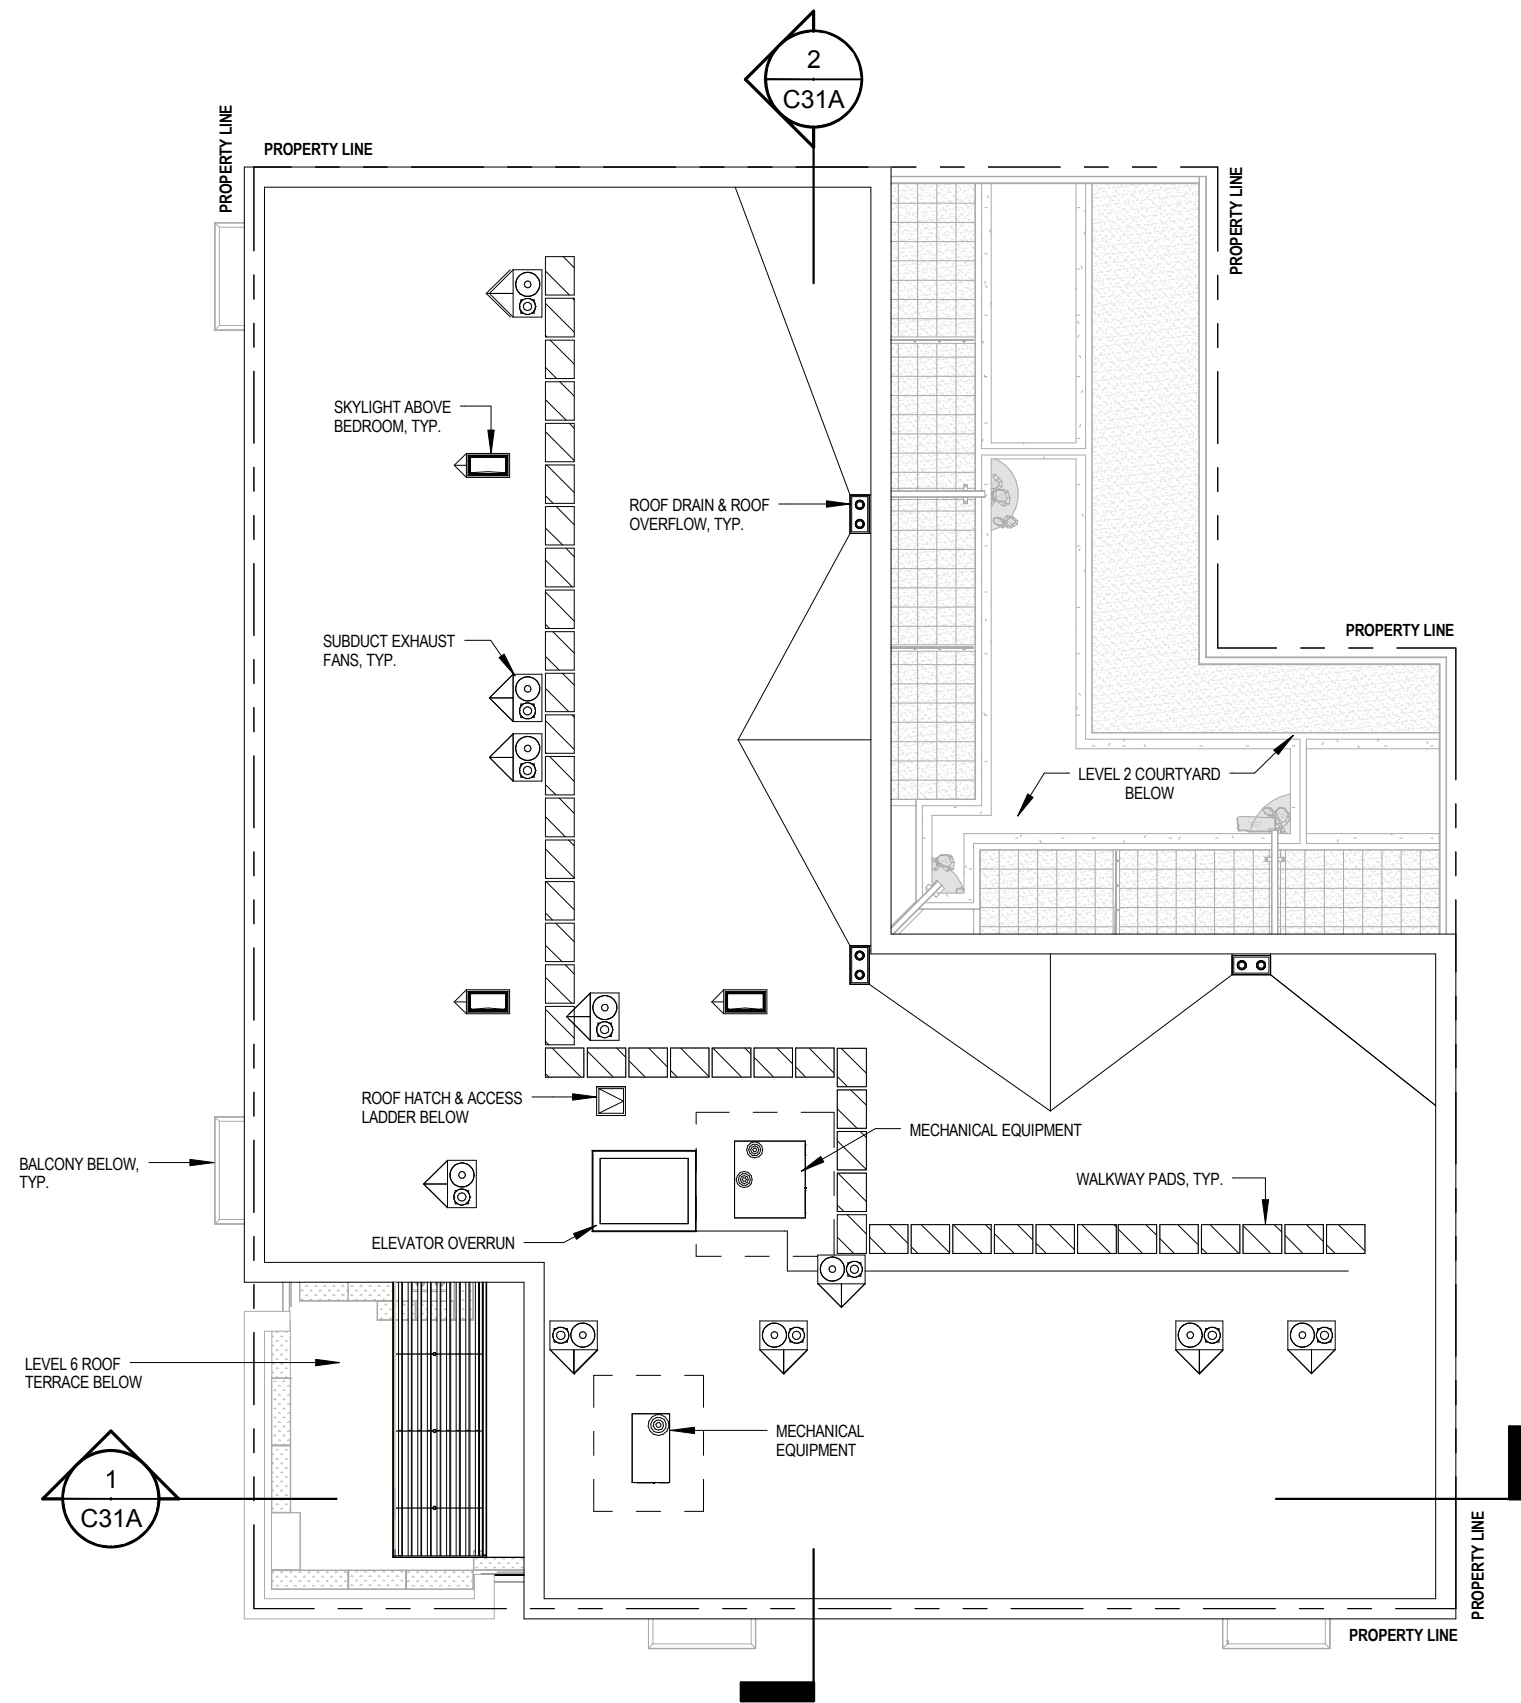 2
C31A
PROPERTY LINE
PROPERTY LINE
PROPERTY LINE
SKYLIGHT ABOVE
BEDROOM, TYP.
ROOF DRAIN & ROOF
OVERFLOW, TYP.
SUBDUCT EXHAUST
FANS, TYP.
PROPERTY LINE
LEVEL 2 COURTYARD
BELOW
ROOF HATCH & ACCESS
LADDER BELOW
MECHANICAL EQUIPMENT
BALCONY BELOW,
TYP.
WALKWAY PADS, TYP.
ELEVATOR OVERRUN
LEVEL 6 ROOF
TERRACE BELOW
MECHANICAL
EQUIPMENT
1
C31A
PROPERTY LINE
PROPERTY LINE